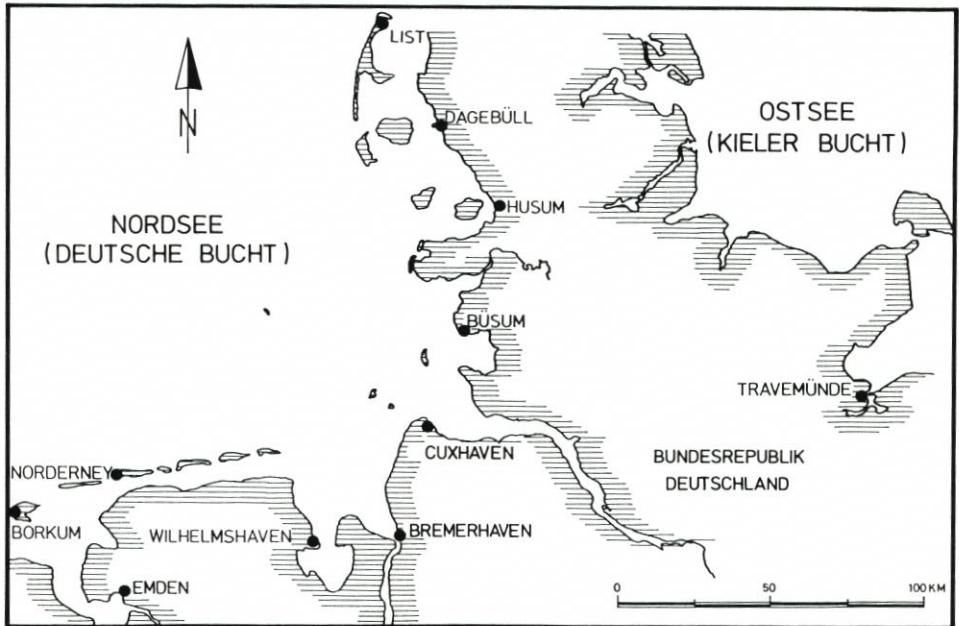 LIST
N
DAGEBÜLL
OSTSEE
(KIELER BUCHT)
HUSUM
NORDSEE
(DEUTSCHE BUCHT)
BÜSUM
TRAVEMÜNDE
CUXHAVEN
BUNDESREPUBLIK
DEUTSCHLAND
NORDERNEY
BORKUM
WILHELMSHAVEN
BREMERHAVEN
EMDEN
0 50 100 KM